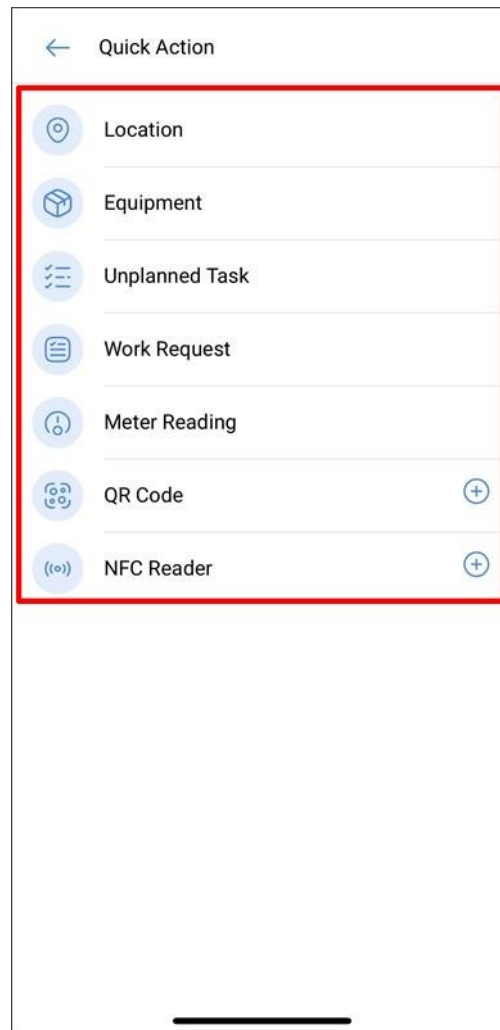 Quick Action
Location
Equipment
Unplanned Task
Work Request
Meter Reading
QR Code
NFC Reader